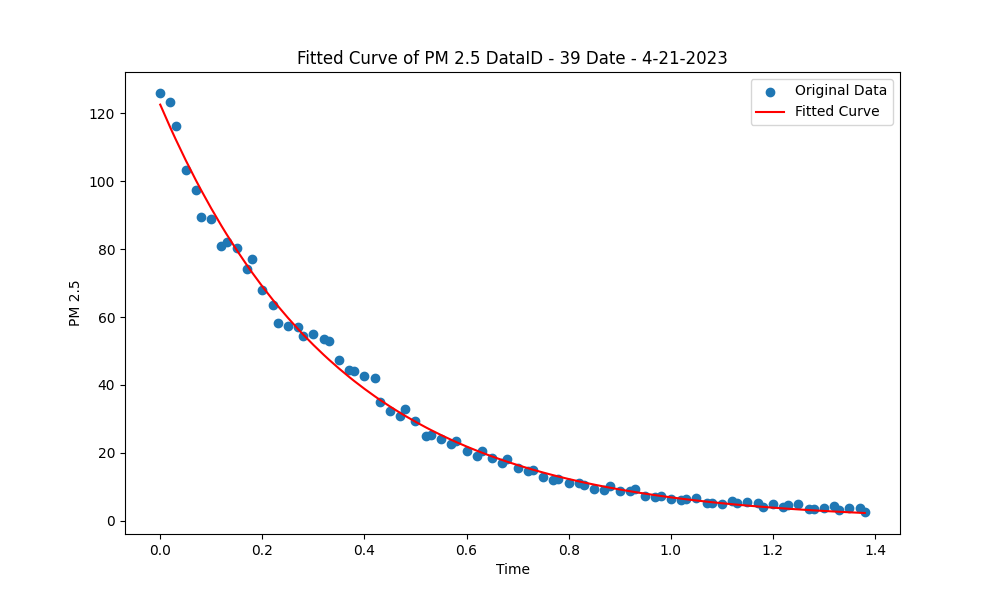 Fitted Curve of PM 2.5 DataID - 39 Date - 4-21-2023
Original Data
Fitted Curve
PM 2.5
120
100
80
60
40
20
0
0.0 0.2 0.4 0.6 0.8 1.0 1.2 1.4
Time